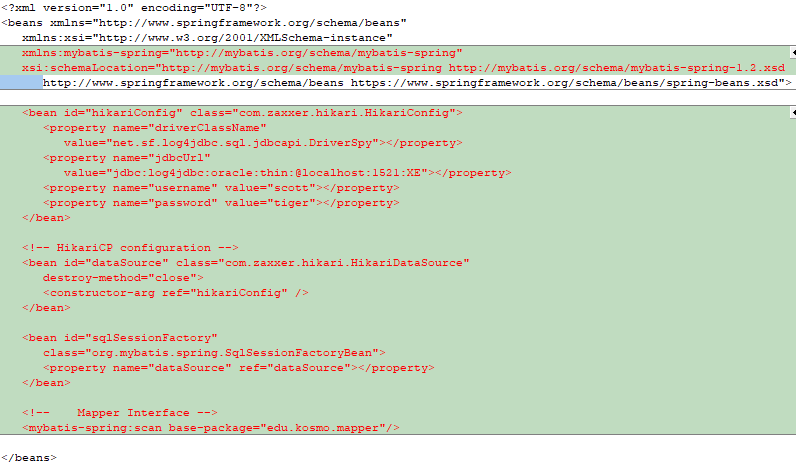 <?xml version="1.0" encoding="UTF-8"?>
<beans xmlns="http://www.springframework.org/schema/beans"
xmlns:xsi="http://www.w3.org/2001/XMLSchema-instance"
xmlns:mybatis-spring="http://mybatis.org/schema/mybatis-spring"
xsi:schemaLocation="http://mybatis.org/schema/mybatis-spring http://mybatis.org/schema/mybatis-spring-1.2.xsd
http://www.springframework.org/schema/beans https://www.springframework.org/schema/beans/spring-beans.xsd">
<bean id="hikariConfig" class="com.zaxxer.hikari.HikariConfig">
<property name="driverClassName"
value="net.sf.log4jdbc.sql.jdbcapi.DriverSpy"></property>
<property name="jdbcUrl"
value="jdbc:log4jdbc:oracle:thin:@localhost:1521:XE"></property>
<property name="username" value="scott"></property>
<property name="password" value="tiger"></property>
</bean>
<!-- HikariCP configuration -->
<bean id="dataSource" class="com.zaxxer.hikari.HikariDataSource"
destroy-method="close">
<constructor-arg ref="hikariConfig" />
</bean>
<bean id="sqlSessionFactory"
class="org.mybatis.spring.SqlSessionFactoryBean">
<property name="dataSource" ref="dataSource"></property>
</bean>
<!--    Mapper Interface -->
<mybatis-spring:scan base-package="edu.kosmo.mapper"/>
</beans>